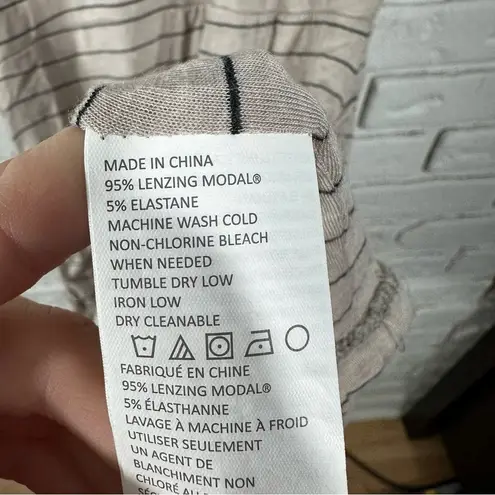 MADE IN CHINA
95% LENZING MODAL®
5% ELASTANE
MACHINE WASH COLD
NON-CHLORINE BLEACH
WHEN NEEDED
TUMBLE DRY LOW
IRON LOW
DRY CLEANABLE
FABRIQUÉ EN CHINE
95% LENZING MODAL®
5% ÉLASTHANNE
LAVAGE À MACHINE À FROID
UTILISER SEULEMENT
UN AGENT DE
BLANCHIMENT NON
CHLORÉ AU